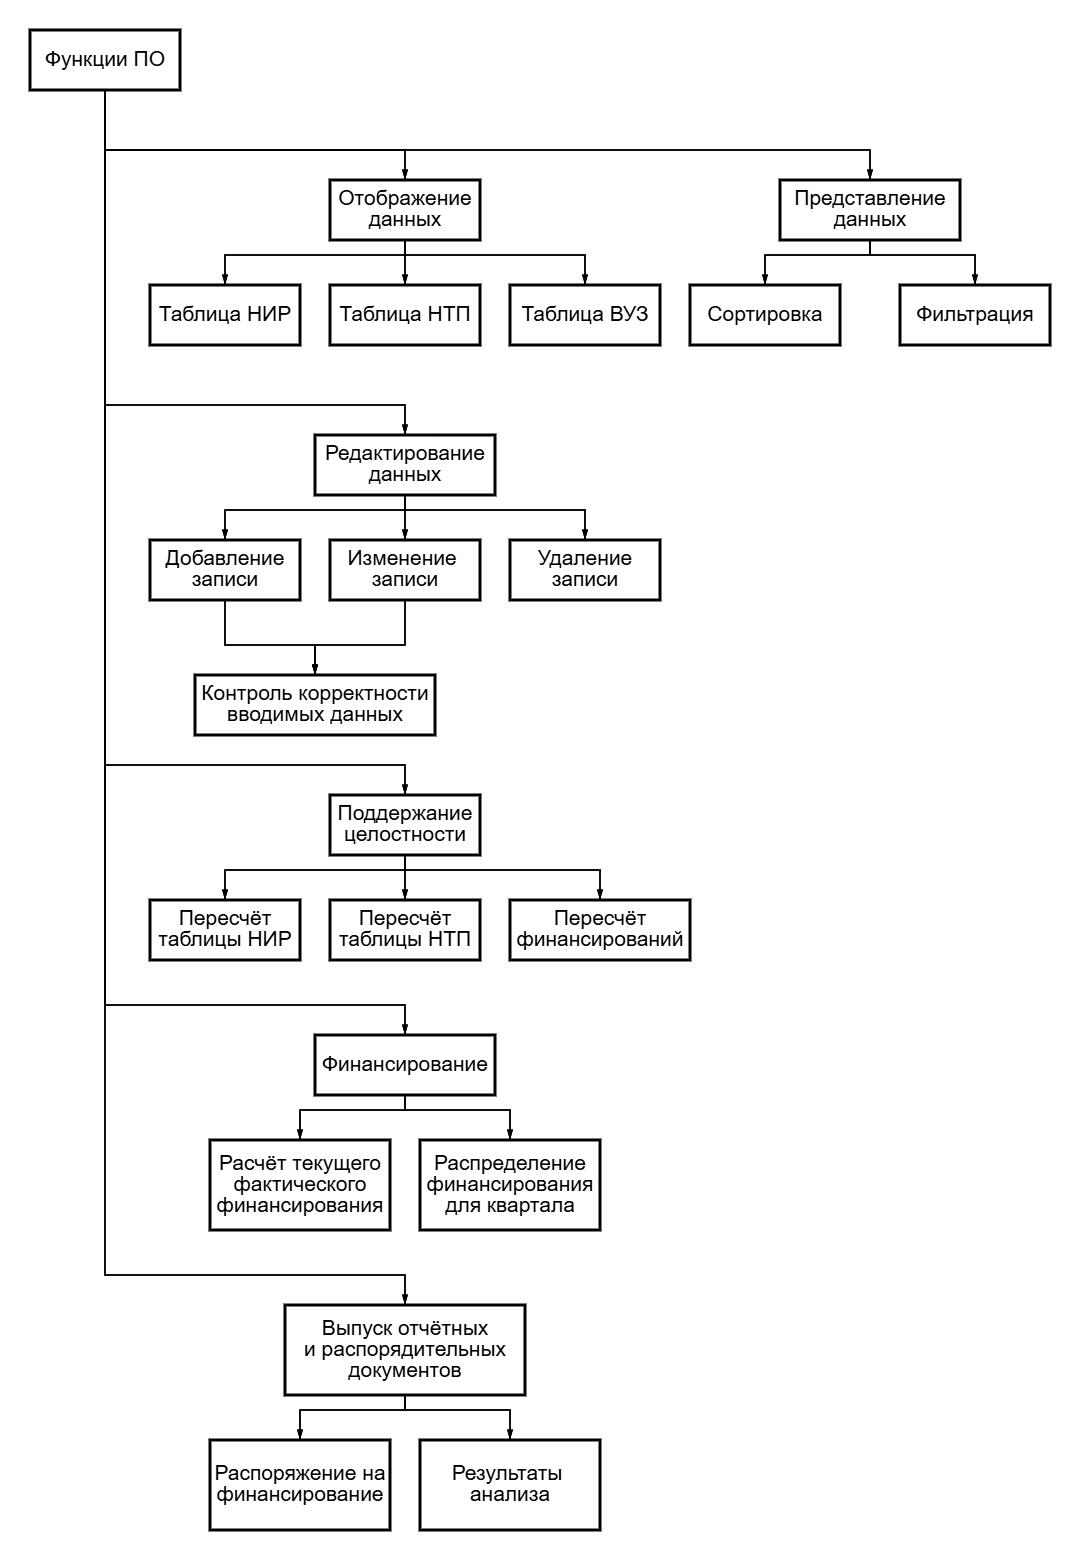 Функции ПО
Отображение
данных
Представление
данных
Таблица НИР
Таблица НТП
Таблица ВУЗ
Сортировка
Фильтрация
Редактирование
данных
Добавление
записи
Изменение
записи
Удаление
записи
Контроль корректности
вводимых данных
Поддержание
целостности
Пересчёт
таблицы НИР
Пересчёт
таблицы НТП
Пересчёт
финансирований
Финансирование
Расчёт текущего
фактического
финансирования
Распределение
финансирования
для квартала
Выпуск отчётных
и распорядительных
документов
Распоряжение на
финансирование
Результаты
анализа